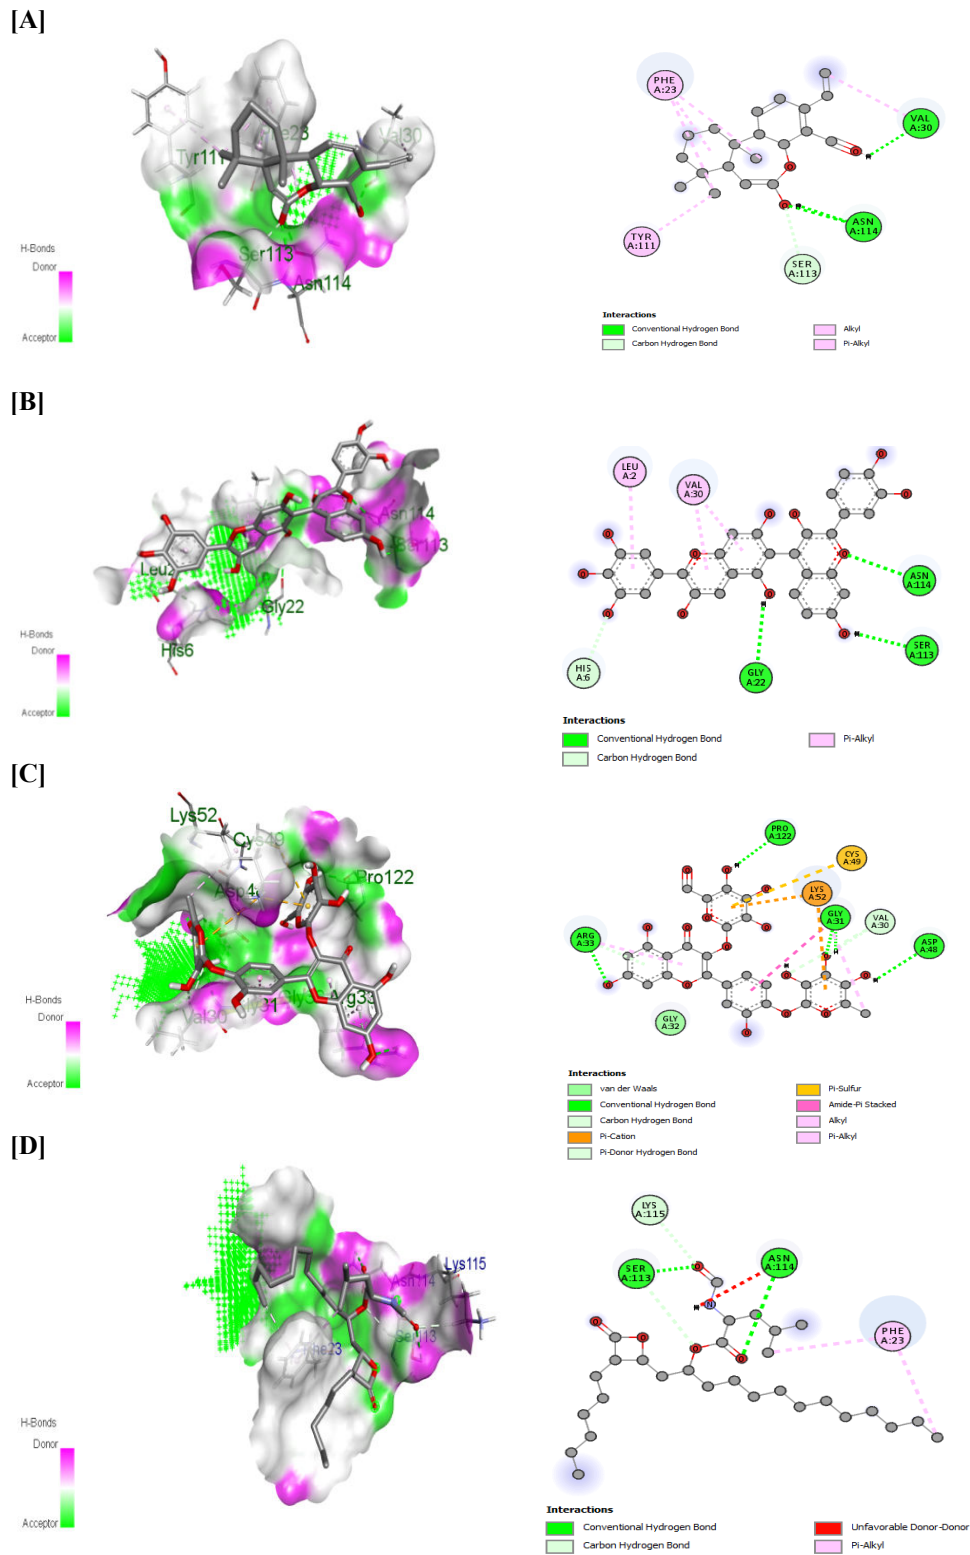 [A]
Tyr111
Phe23
Val30
Ser113
Asn114
H-Bonds
Donor
Acceptor
PHE
A:23
VAL
A:30
ASN
A:114
TYR
A:111
SER
A:113
Interactions
Conventional Hydrogen Bond
Carbon Hydrogen Bond
Alkyl
Pi-Alkyl
[B]
Asn114
Ser113
Leu2
Gly22
His6
H-Bonds
Donor
Acceptor
LEU
A:2
VAL
A:30
ASN
A:114
SER
A:113
GLY
A:22
HIS
A:6
Interactions
Conventional Hydrogen Bond
Carbon Hydrogen Bond
Pi-Alkyl
[C]
Lys52
Cys49
Pro122
Val30
Arg33
H-Bonds
Donor
Acceptor
PRO
A:122
CYS
A:49
LYS
A:52
GLY
A:31
VAL
A:30
ASP
A:48
ARG
A:33
GLY
A:32
Interactions
van der Waals
Conventional Hydrogen Bond
Carbon Hydrogen Bond
Pi-Cation
Pi-Donor Hydrogen Bond
Pi-Sulfur
Amide-Pi Stacked
Alkyl
Pi-Alkyl
[D]
Lys115
Asn114
Ser113
Phe23
H-Bonds
Donor
Acceptor
LYS
A:115
SER
A:113
ASN
A:114
PHE
A:23
Interactions
Conventional Hydrogen Bond
Carbon Hydrogen Bond
Unfavorable Donor-Donor
Pi-Alkyl